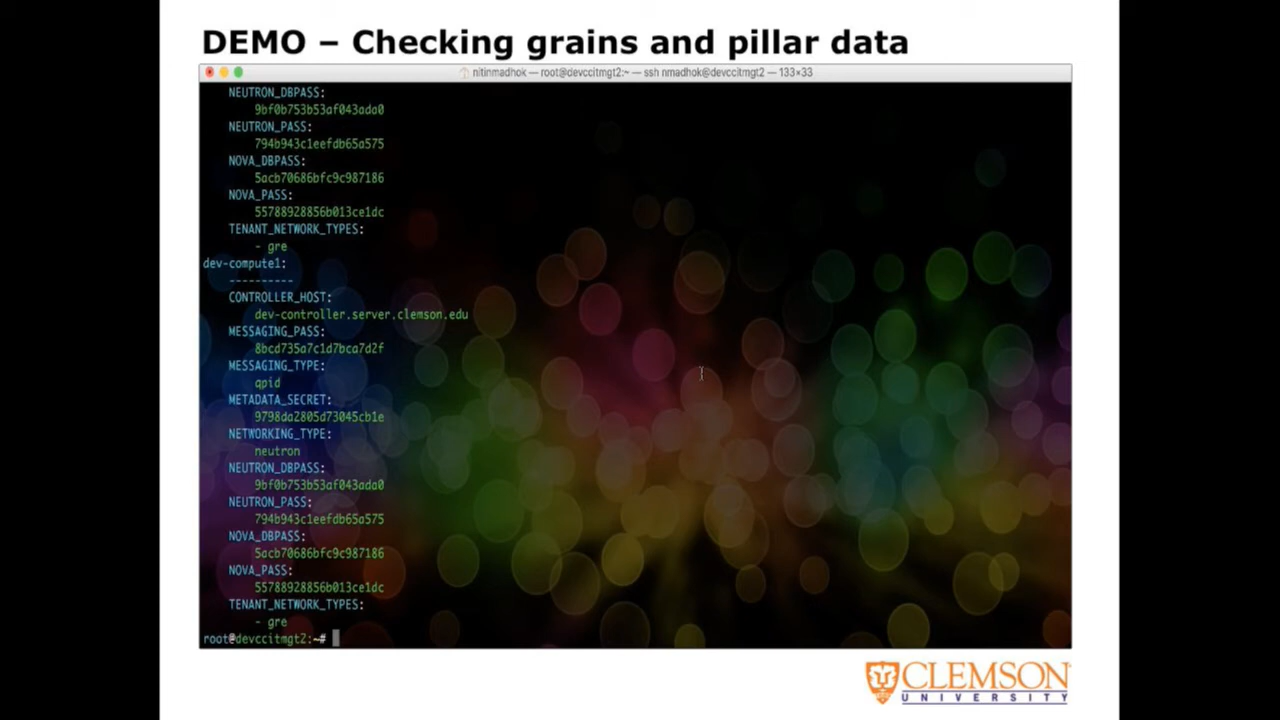 DEMO – Checking grains and pillar data
nitinmadhok — root@devccitmgt2:~ — ssh nmadhok@devccitmgt2 — 133×33
NEUTRON_DBPASS:
9bf0b753b53af043ada0
NEUTRON_PASS:
794b943c1eefdb65a575
NOVA_DBPASS:
5acb70686bfc9c987186
NOVA_PASS:
55788928856b013ce1dc
TENANT_NETWORK_TYPES:
- gre
dev-compute1:
----------
CONTROLLER_HOST:
dev-controller.server.clemson.edu
MESSAGING_PASS:
8bcd735a7c1d7bca7d2f
MESSAGING_TYPE:
qpid
METADATA_SECRET:
9798da2805d73045cb1e
NETWORKING_TYPE:
neutron
NEUTRON_DBPASS:
9bf0b753b53af043ada0
NEUTRON_PASS:
794b943c1eefdb65a575
NOVA_DBPASS:
5acb70686bfc9c987186
NOVA_PASS:
55788928856b013ce1dc
TENANT_NETWORK_TYPES:
- gre
root@devccitmgt2:~#
CLEMSON
UNIVERSITY